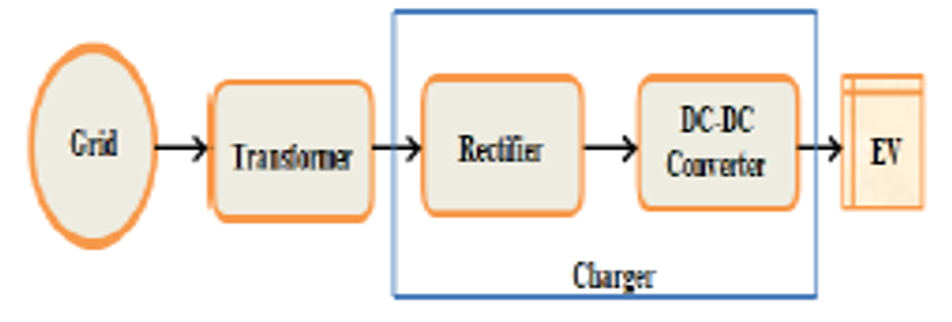 Grid
Transformer
Rectifier
DC-DC
Converter
EV
Charger